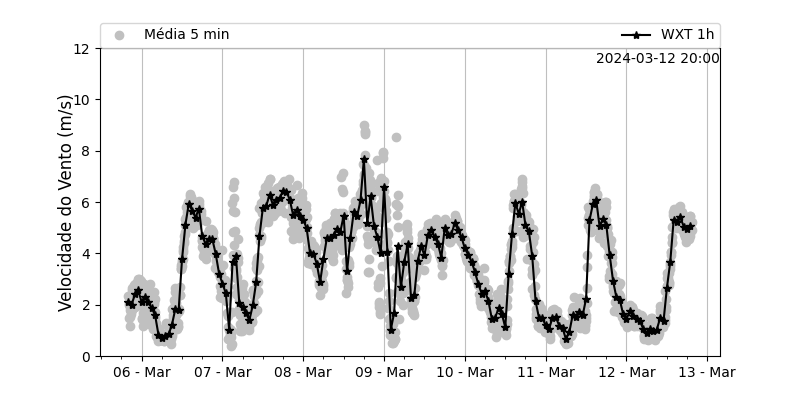 Média 5 min
WXT 1h
2024-03-12 20:00
Velocidade do Vento (m/s)
12
10
8
6
4
2
0
06 - Mar 07 - Mar 08 - Mar 09 - Mar 10 - Mar 11 - Mar 12 - Mar 13 - Mar